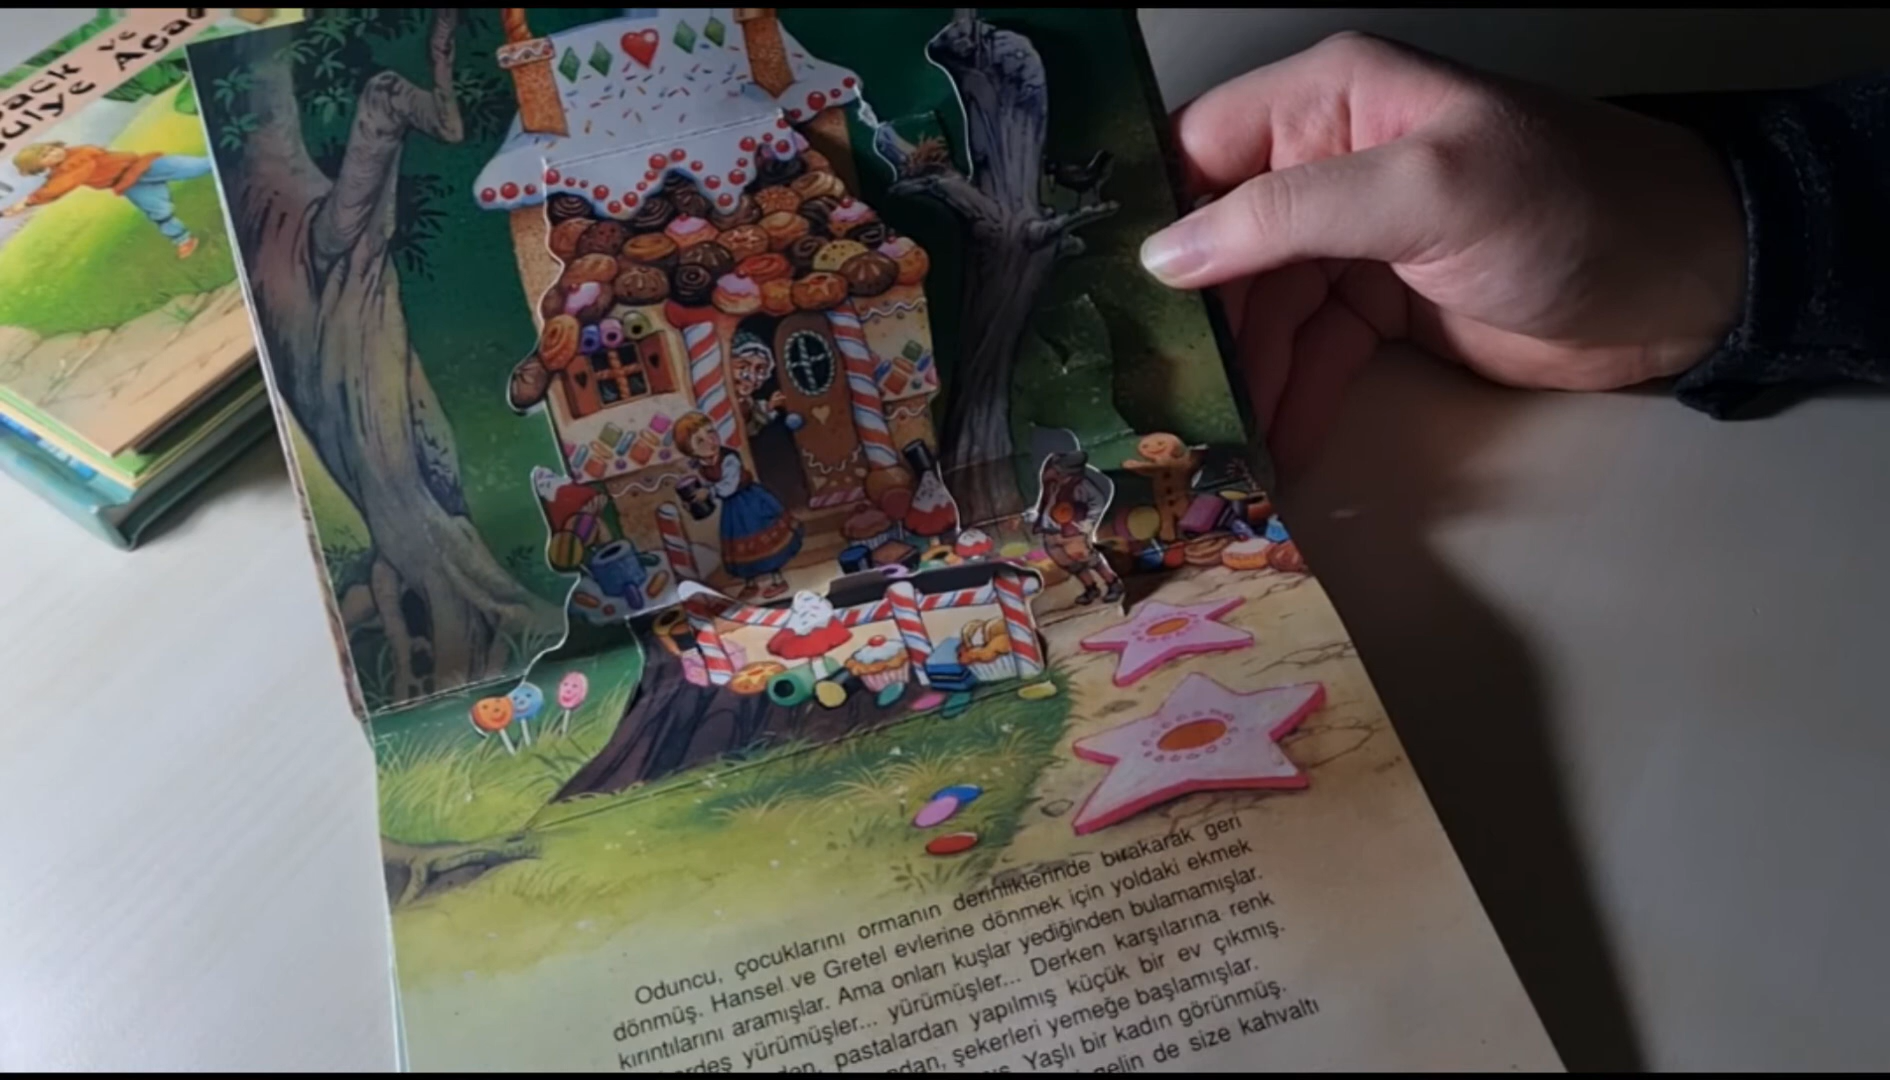 Jack ve
Fasulye Ağac
Oduncu, çocuklarını ormanın derinliklerinde bırakarak geri
dönmüş. Hansel ve Gretel evlerine dönmek için yoldaki ekmek
kırıntılarını aramışlar. Ama onları kuşlar yediğinden bulamamışlar.
yürümüşler... yürümüşler... Derken karşılarına renk
pastalardan yapılmış küçük bir ev çıkmış.
şekerleri yemeğe başlamışlar.
Yaşlı bir kadın görünmüş.
gelin de size kahvaltı